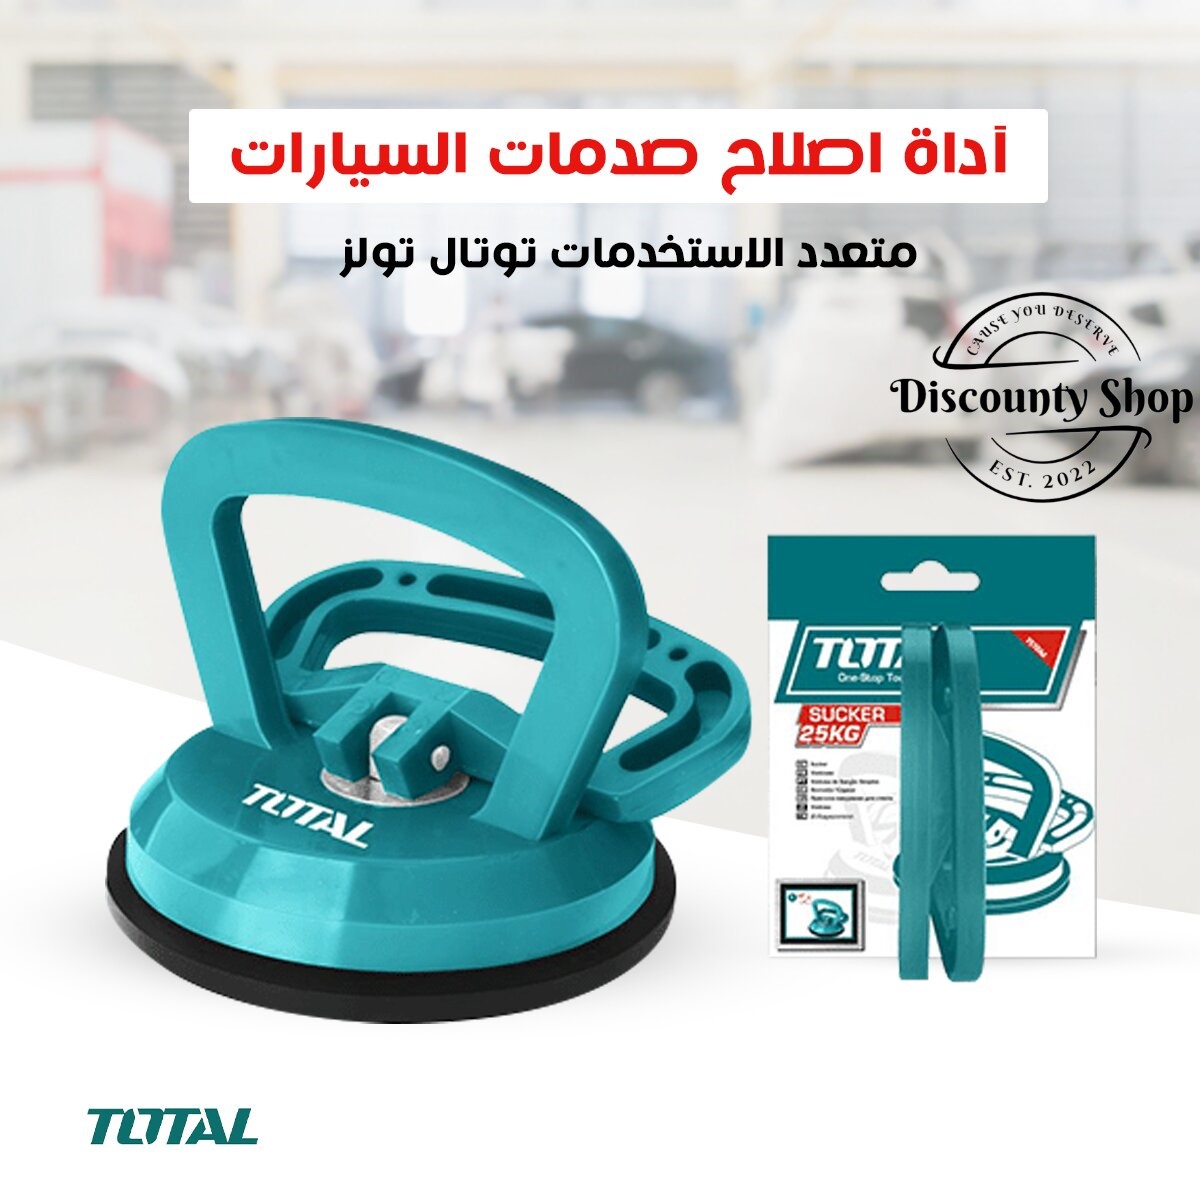 أداة اصلاح صدمات السيارات
متعدد الاستخدمات توتال تولز
CAUSE YOU DESERVE
Discounty Shop
EST. 2022
TOTAL
One-Stop
SUCKER
25KG
Sucker
TOTAL
TOTAL